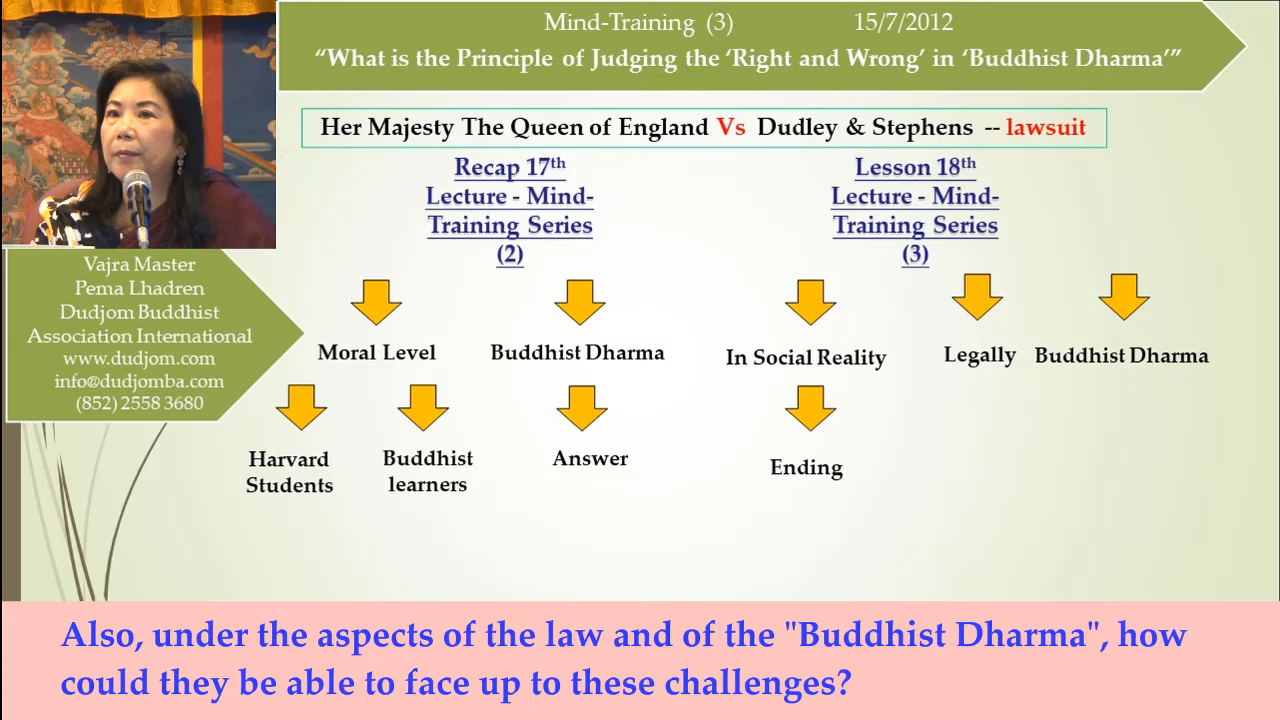 Mind-Training (3) 15/7/2012
“What is the Principle of Judging the ‘Right and Wrong’ in ‘Buddhist Dharma’”
Her Majesty The Queen of England Vs Dudley & Stephens -- lawsuit
Recap 17th
Lecture - Mind-
Training Series
(2)
Lesson 18th
Lecture - Mind-
Training Series
(3)
Vajra Master
Pema Lhadren
Dudjom Buddhist
Association International
www.dudjom.com
info@dudjomba.com
(852) 2558 3680
Moral Level
Buddhist Dharma
In Social Reality
Legally
Buddhist Dharma
Harvard
Students
Buddhist
learners
Answer
Ending
Also, under the aspects of the law and of the "Buddhist Dharma", how
could they be able to face up to these challenges?